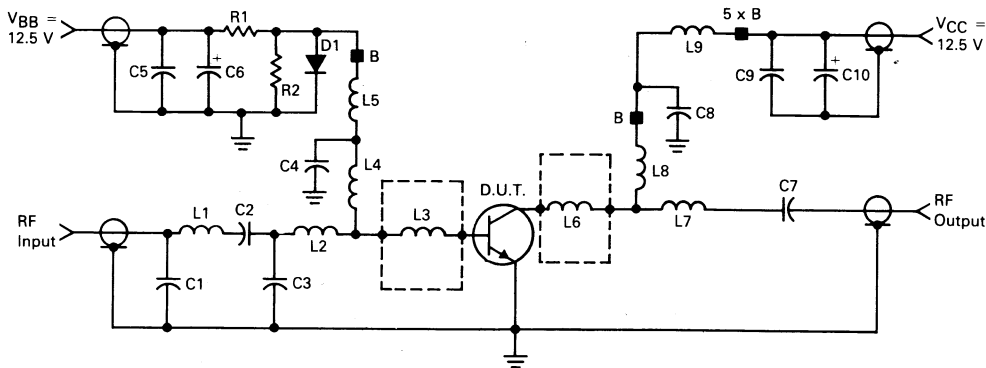 VBB =
12.5 V
R1
D1
B
C5
+
C6
R2
L5
C4
L4
L9
5 x B
VCC =
12.5 V
C9
+
C10
B
C8
L8
D.U.T.
RF
Input
L1
C2
L2
L3
L6
L7
C7
RF
Output
C1
C3